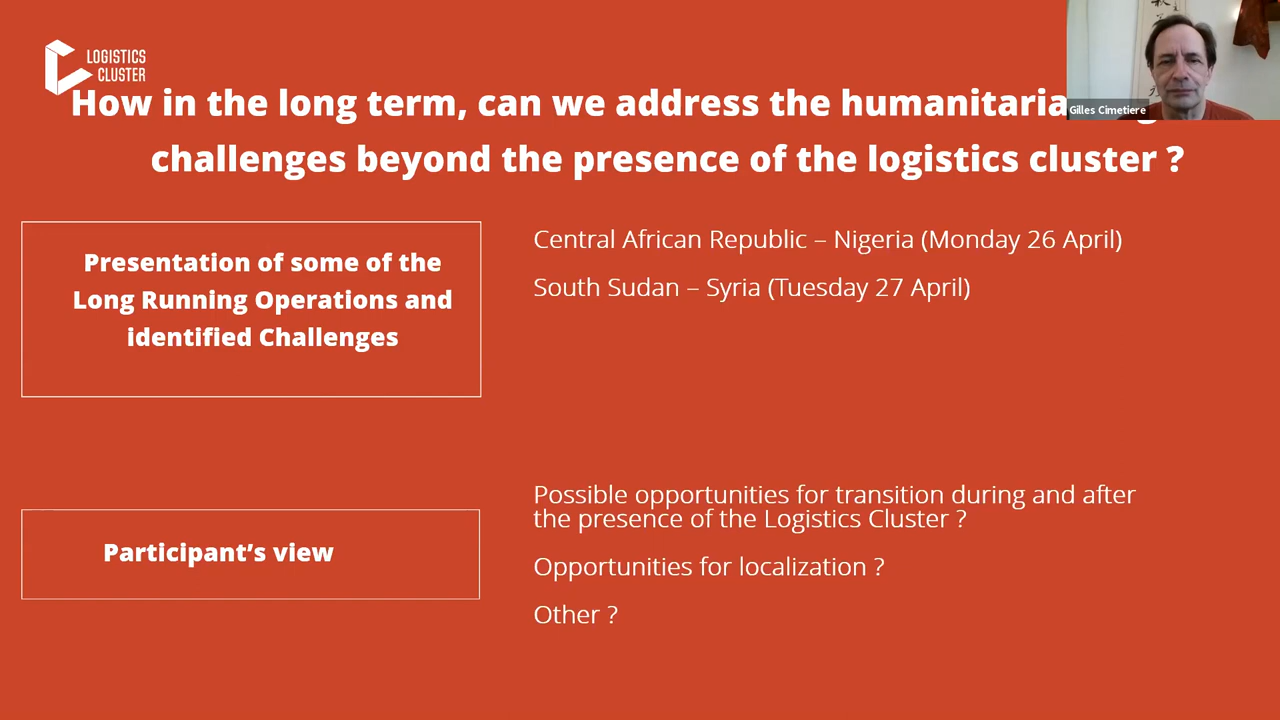 LOGISTICS
CLUSTER
How in the long term, can we address the humanitaria
challenges beyond the presence of the logistics cluster ?
Gilles Cimetiere
Presentation of some of the
Long Running Operations and
identified Challenges
Central African Republic – Nigeria (Monday 26 April)
South Sudan – Syria (Tuesday 27 April)
Participant’s view
Possible opportunities for transition during and after
the presence of the Logistics Cluster ?
Opportunities for localization ?
Other ?